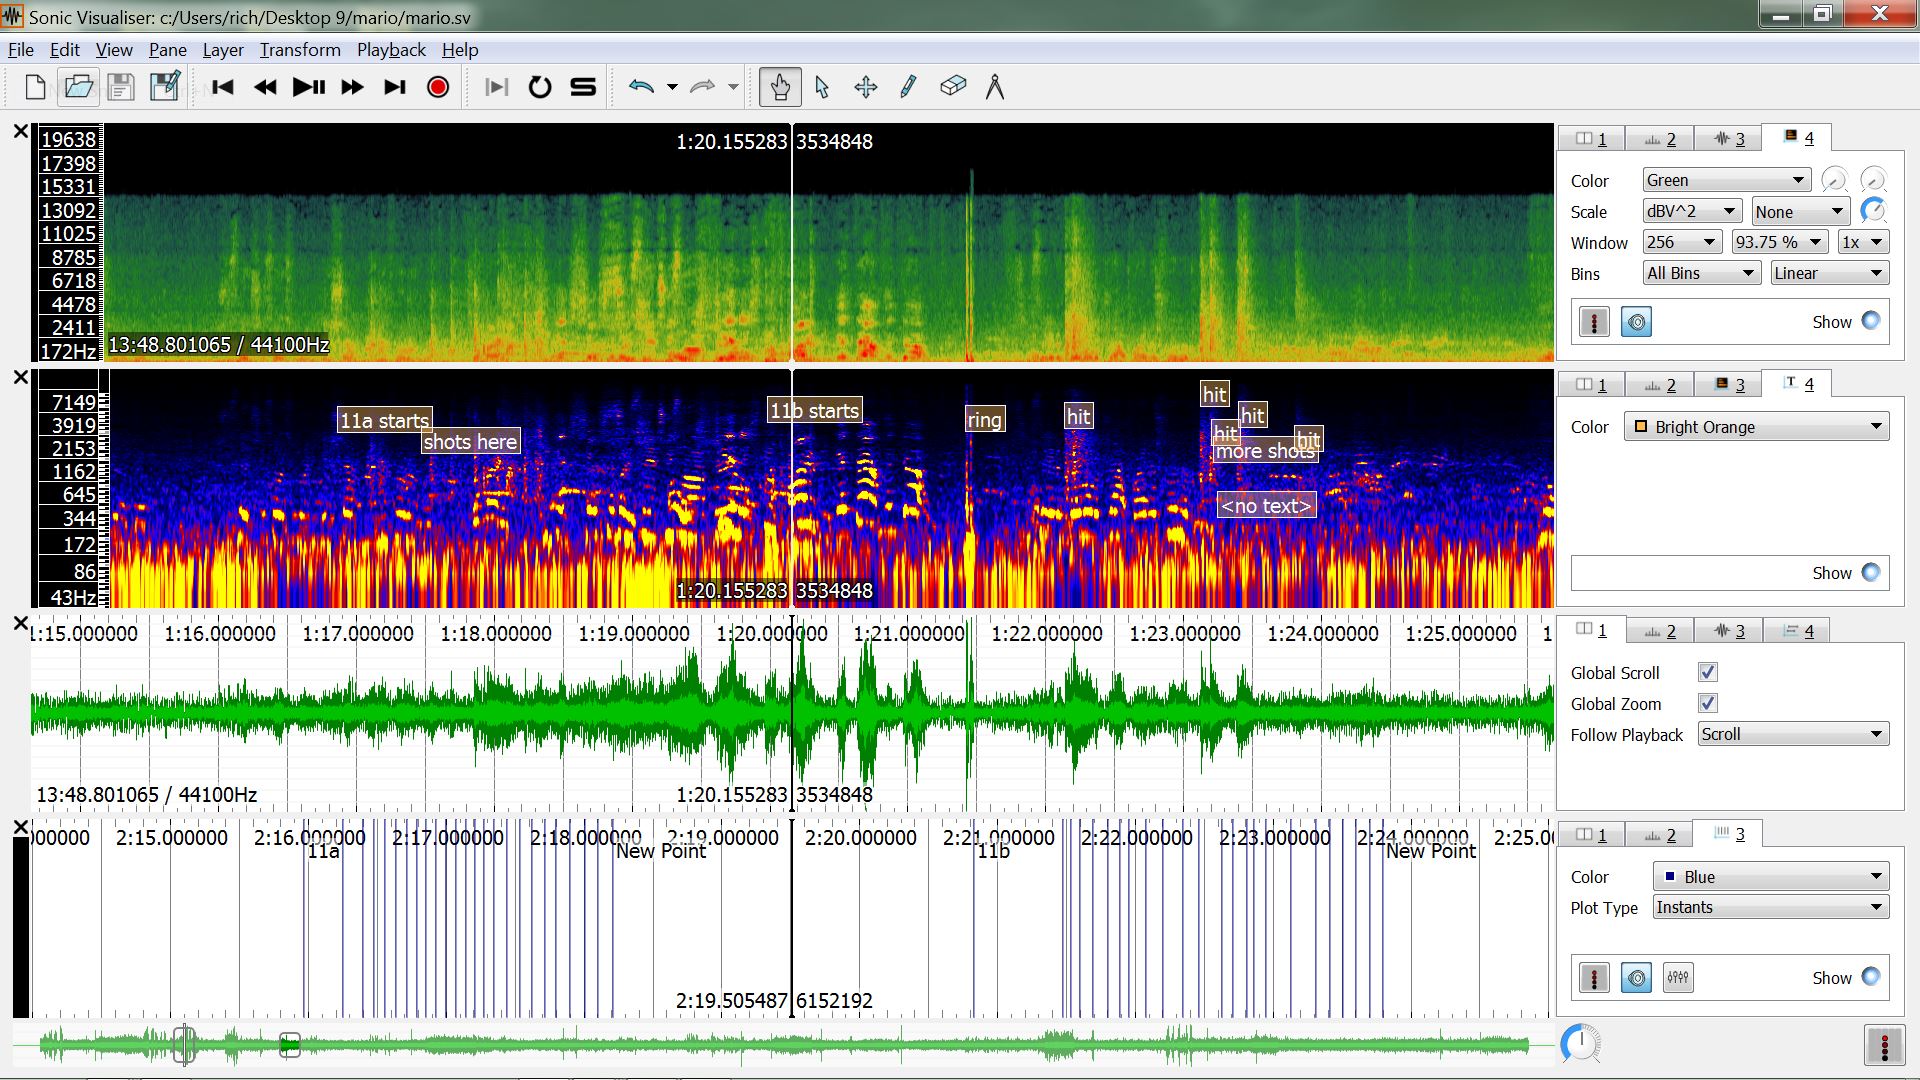 Sonic Visualiser: c:/Users/rich/Desktop 9/mario/mario.sv
File Edit View Pane Layer Transform Playback Help
19638
17398
15331
13092
11025
8785
6718
4478
2411
172Hz
1:20.155283 3534848
13:48.801065 / 44100Hz
1 2 3 4
Color Green
Scale dBV^2 None
Window 256 93.75 % 1x
Bins All Bins Linear
Show
7149
3919
2153
1162
645
344
172
86
43Hz
11a starts
shots here
11b starts
ring
hit
hit
hit
hit
hit
more shots
<no text>
1:20.155283 3534848
1 2 3 4
Color Bright Orange
Show
1:15.000000 1:16.000000 1:17.000000 1:18.000000 1:19.000000 1:20.000000 1:21.000000 1:22.000000 1:23.000000 1:24.000000 1:25.000000 1
13:48.801065 / 44100Hz
1:20.155283 3534848
1 2 3 4
Global Scroll
Global Zoom
Follow Playback Scroll
000000 2:15.000000 2:16.000000 2:17.000000 2:18.000000 2:19.000000 2:20.000000 2:21.000000 2:22.000000 2:23.000000 2:24.000000 2:25.0
11a New Point 11b New Point
2:19.505487 6152192
1 2 3
Color Blue
Plot Type Instants
Show